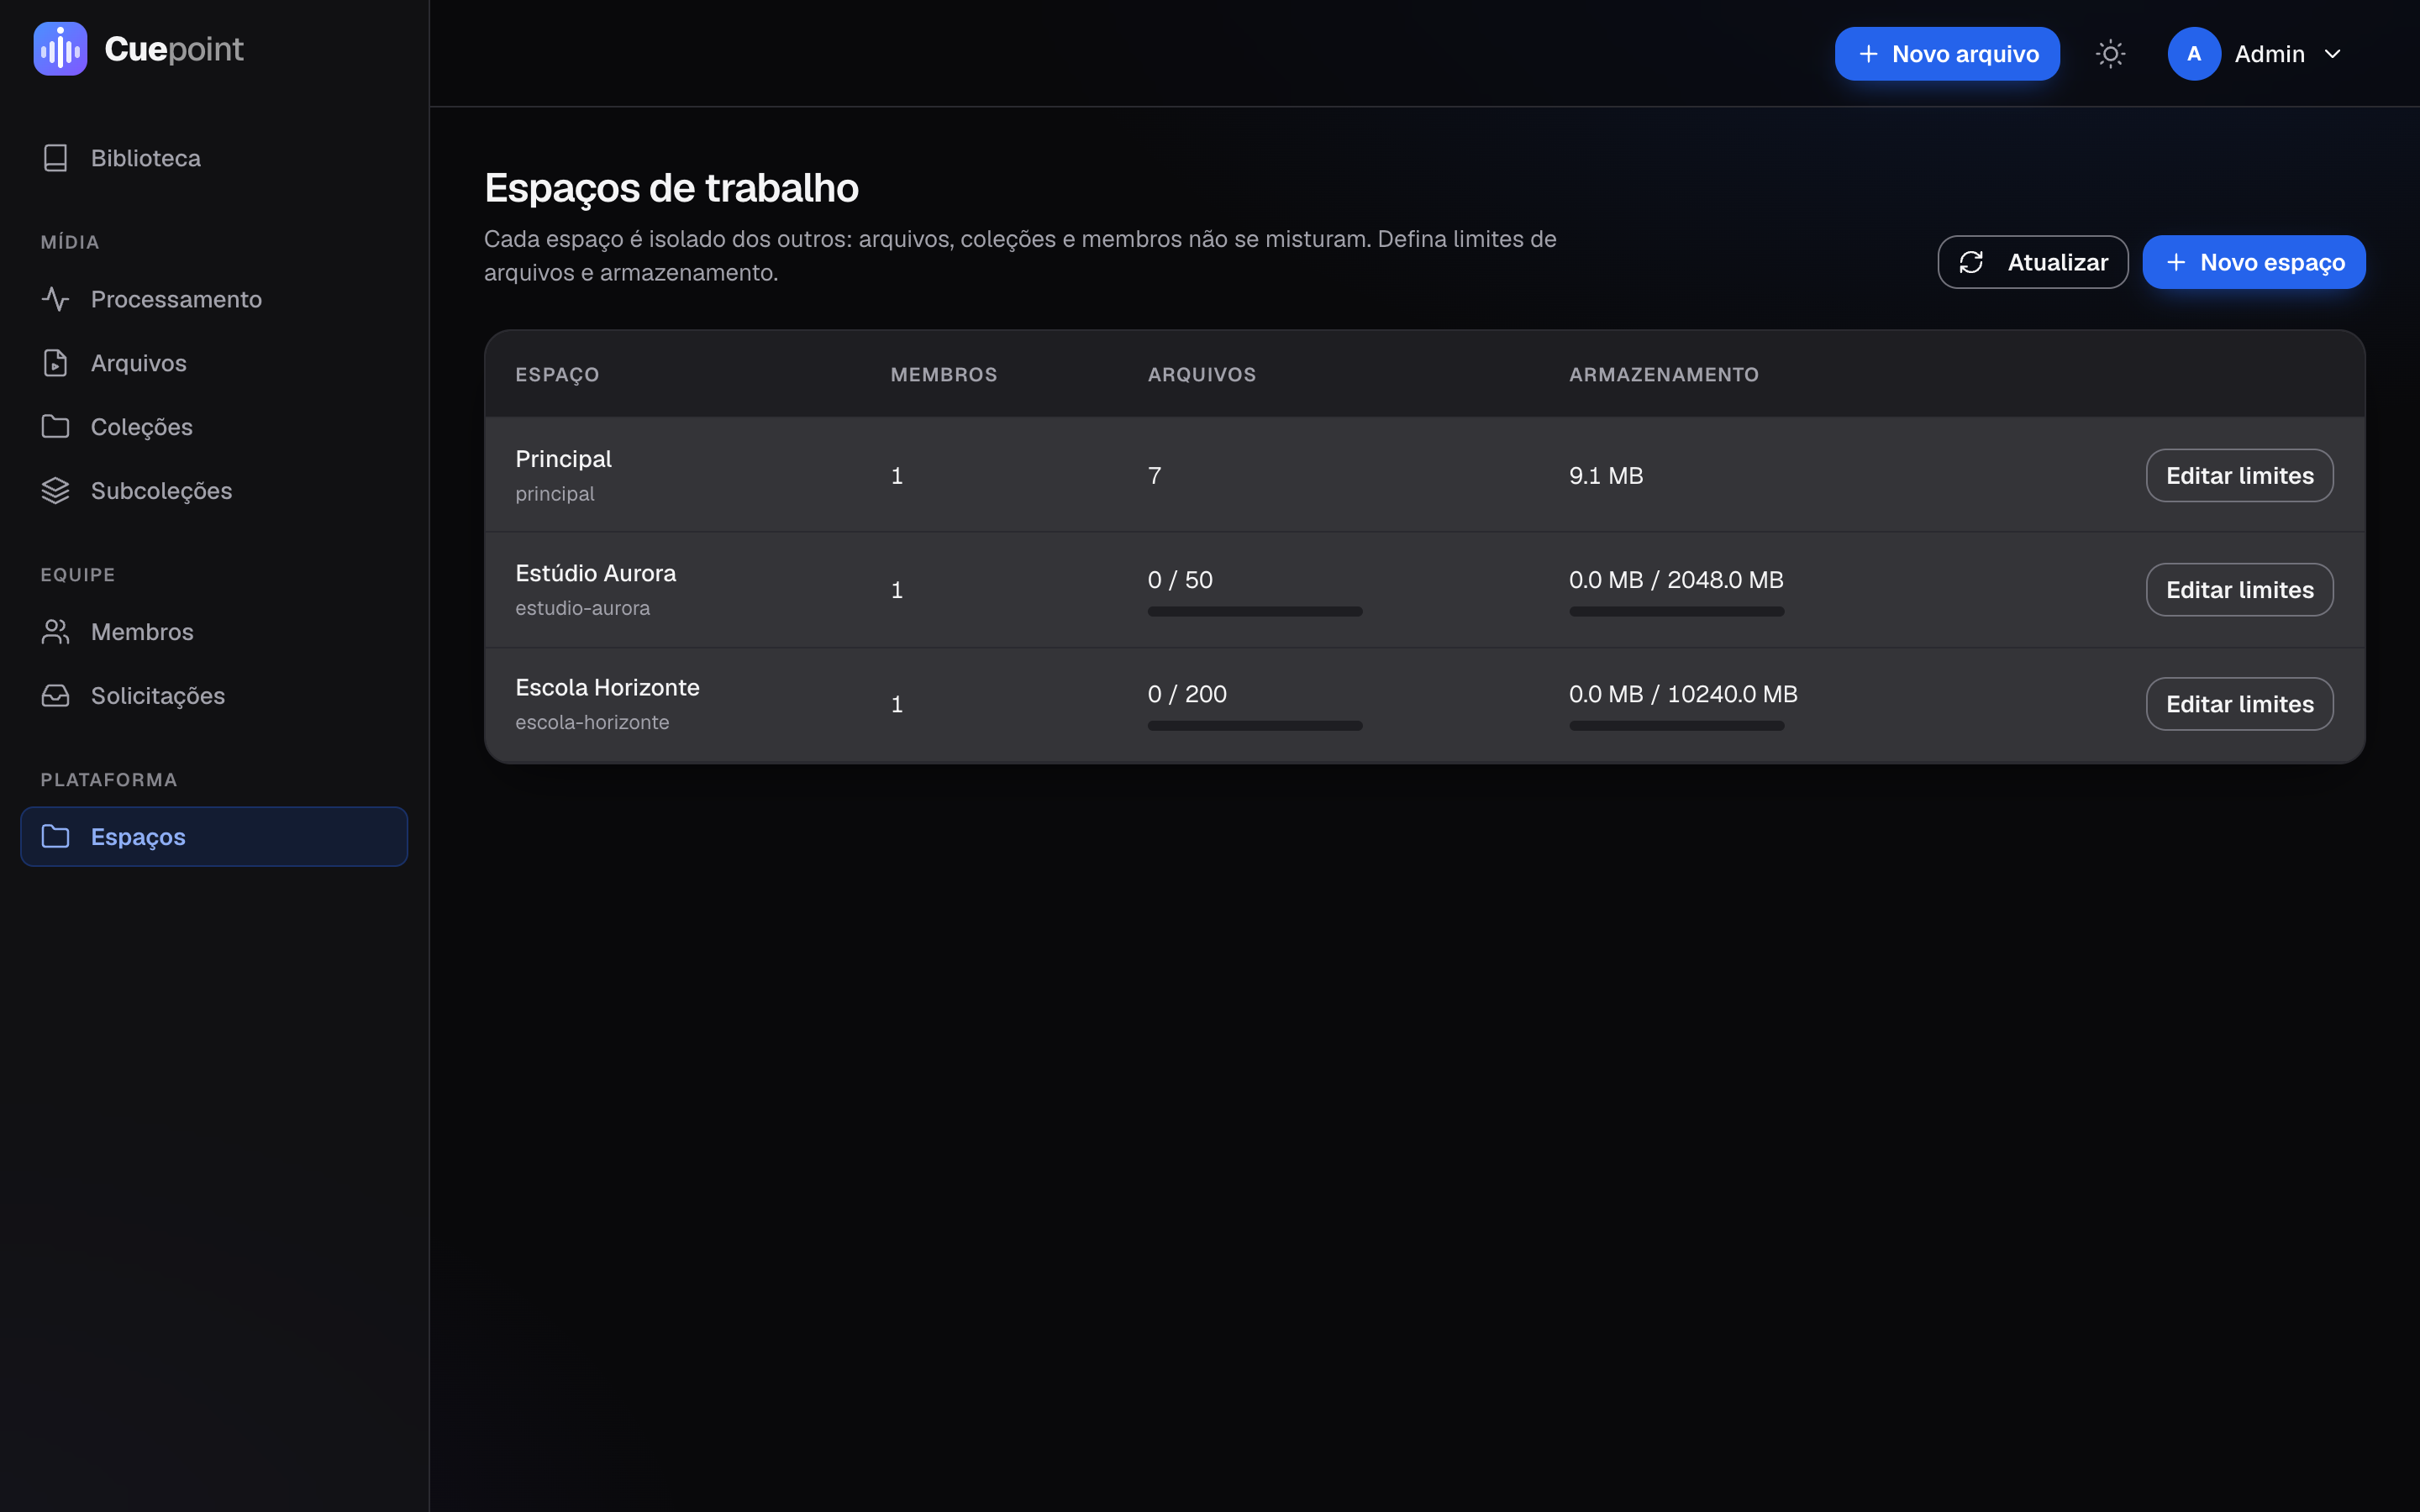 Cuepoint
Novo arquivo
A
Admin
Biblioteca
MÍDIA
Processamento
Arquivos
Coleções
Subcoleções
EQUIPE
Membros
Solicitações
PLATAFORMA
Espaços
Espaços de trabalho
Cada espaço é isolado dos outros: arquivos, coleções e membros não se misturam. Defina limites de
arquivos e armazenamento.
Atualizar
Novo espaço
ESPAÇO MEMBROS ARQUIVOS ARMAZENAMENTO
Principal
principal
1
7
9.1 MB
Editar limites
Estúdio Aurora
estudio-aurora
1
0 / 50
0.0 MB / 2048.0 MB
Editar limites
Escola Horizonte
escola-horizonte
1
0 / 200
0.0 MB / 10240.0 MB
Editar limites